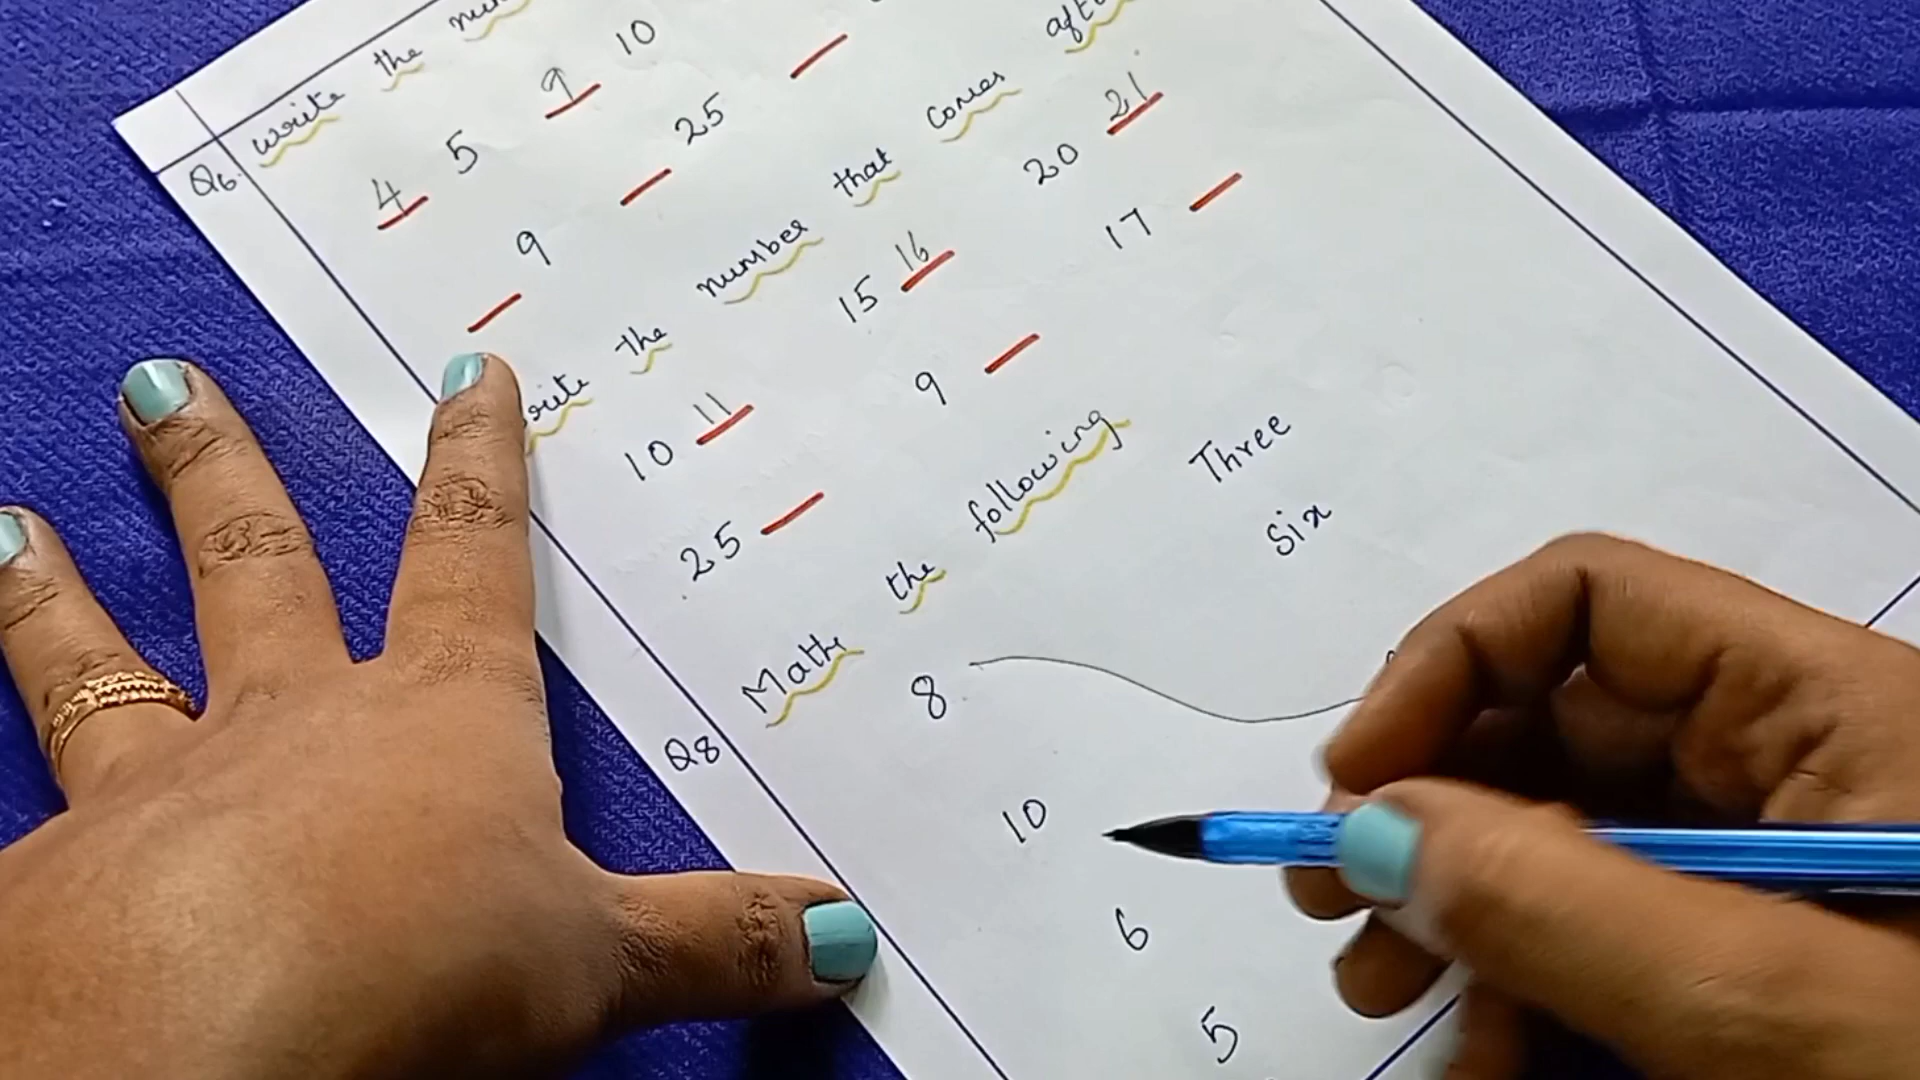 Q6. write the
4 5 9 10
9 25
the number that comes
10 11 15 16 20 21
25 9 17
Q8 Math the following
8 Three
10 Six
6
5